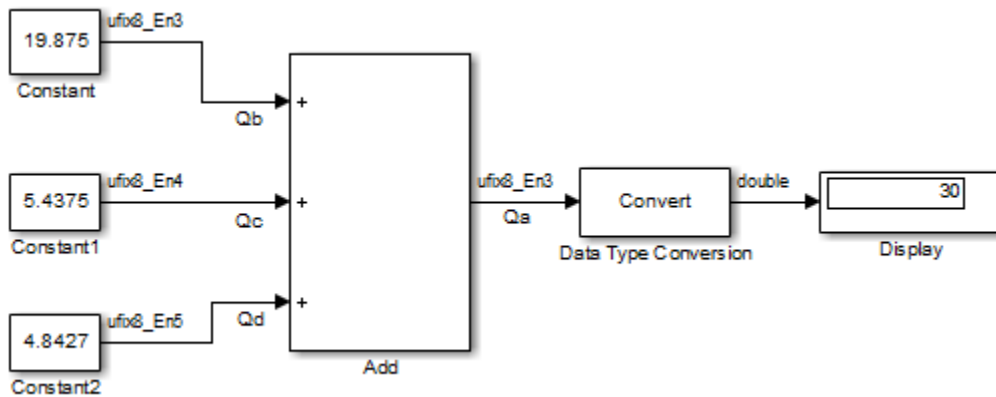 ufix8_En3
19.875
Constant
Qb
+
ufix8_En4
5.4375
Constant1
Qc
+
ufix8_En5
4.8427
Constant2
Qd
+
Add
ufix8_En3
Qa
Convert
Data Type Conversion
double
30
Display